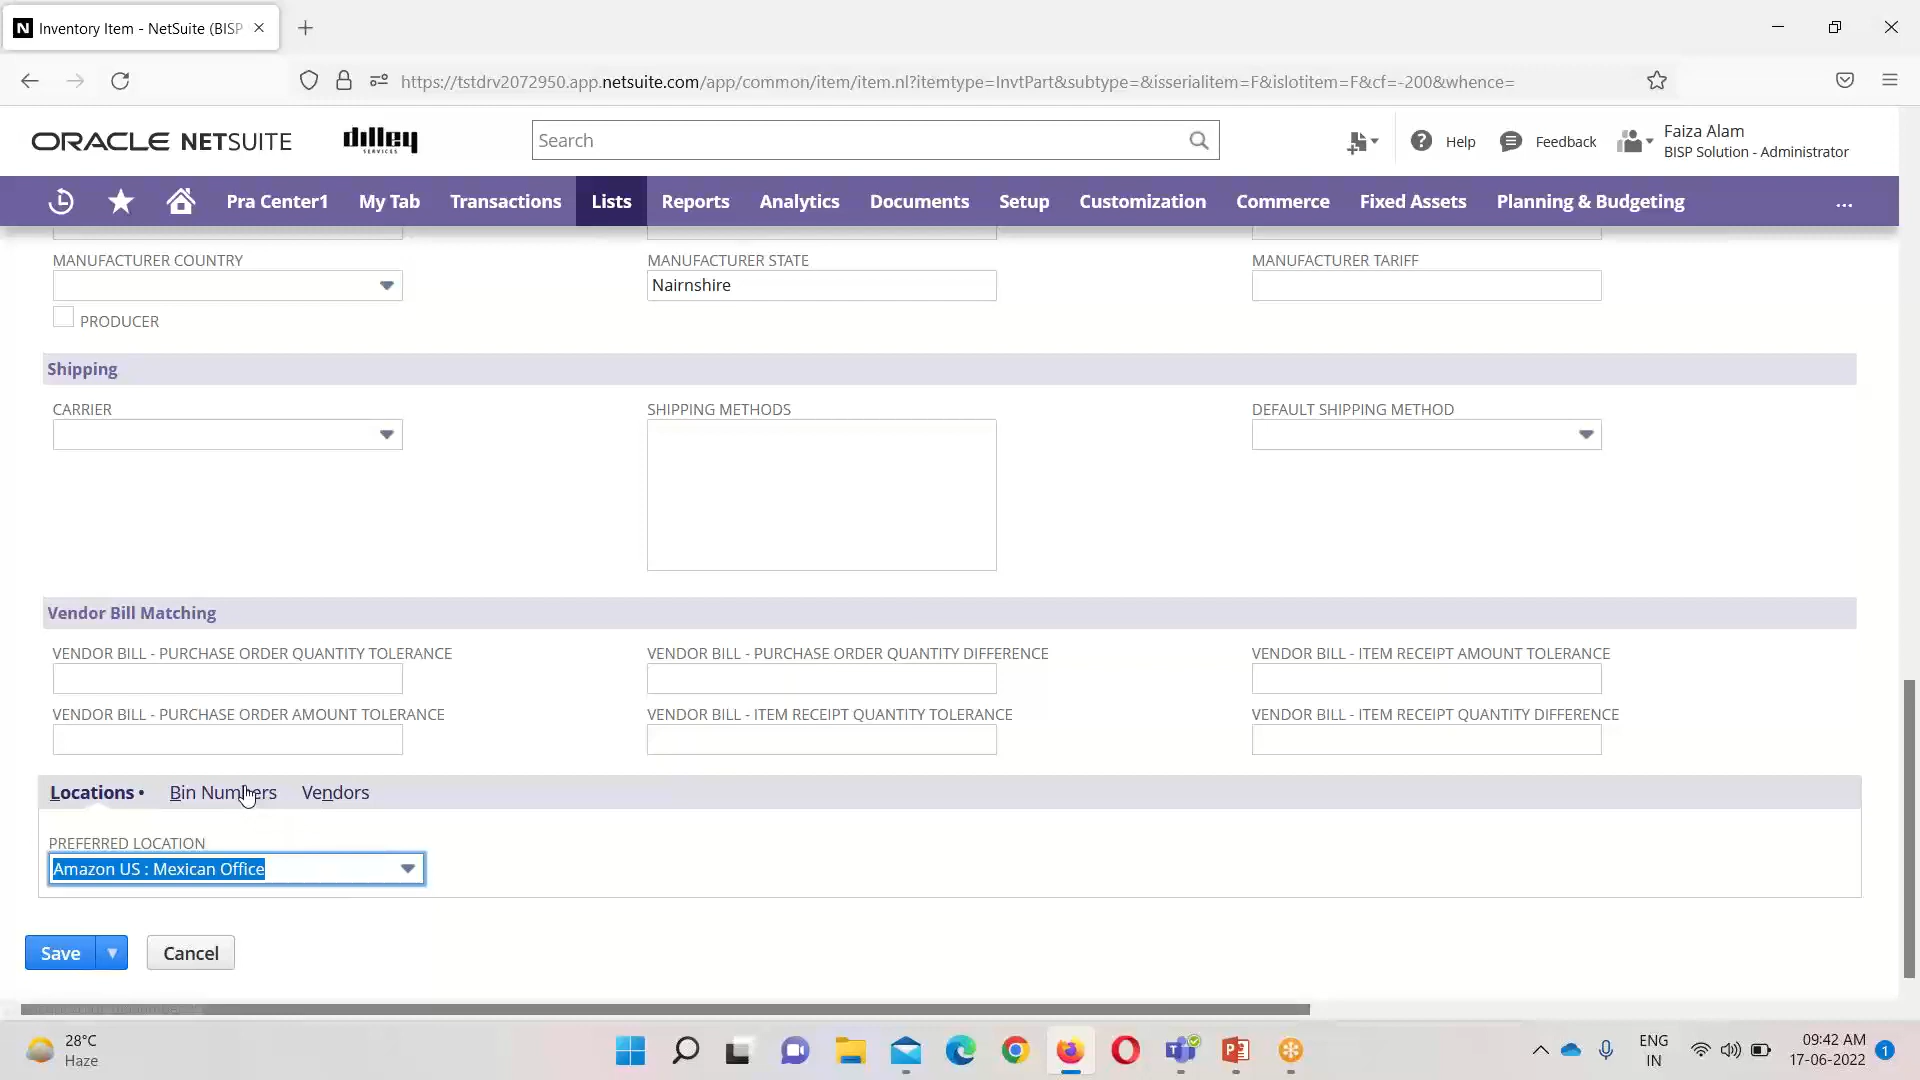 Inventory Item - NetSuite (BISP
https://tstdrv2072950.app.netsuite.com/app/common/item/item.nl?itemtype=InvtPart&subtype=&isserialitem=F&islotitem=F&cf=-200&whence=
ORACLE NETSUITE
dilley
SERVICES
Search
Help
Feedback
Faiza Alam
BISP Solution - Administrator
Pra Center1 My Tab Transactions Lists Reports Analytics Documents Setup Customization Commerce Fixed Assets Planning & Budgeting ...
MANUFACTURER COUNTRY
MANUFACTURER STATE
MANUFACTURER TARIFF
Nairnshire
PRODUCER
Shipping
CARRIER
SHIPPING METHODS
DEFAULT SHIPPING METHOD
Vendor Bill Matching
VENDOR BILL - PURCHASE ORDER QUANTITY TOLERANCE
VENDOR BILL - PURCHASE ORDER QUANTITY DIFFERENCE
VENDOR BILL - ITEM RECEIPT AMOUNT TOLERANCE
VENDOR BILL - PURCHASE ORDER AMOUNT TOLERANCE
VENDOR BILL - ITEM RECEIPT QUANTITY TOLERANCE
VENDOR BILL - ITEM RECEIPT QUANTITY DIFFERENCE
Locations • Bin Numbers Vendors
PREFERRED LOCATION
Amazon US : Mexican Office
Save
Cancel
28°C
Haze
ENG
IN
09:42 AM
17-06-2022
1